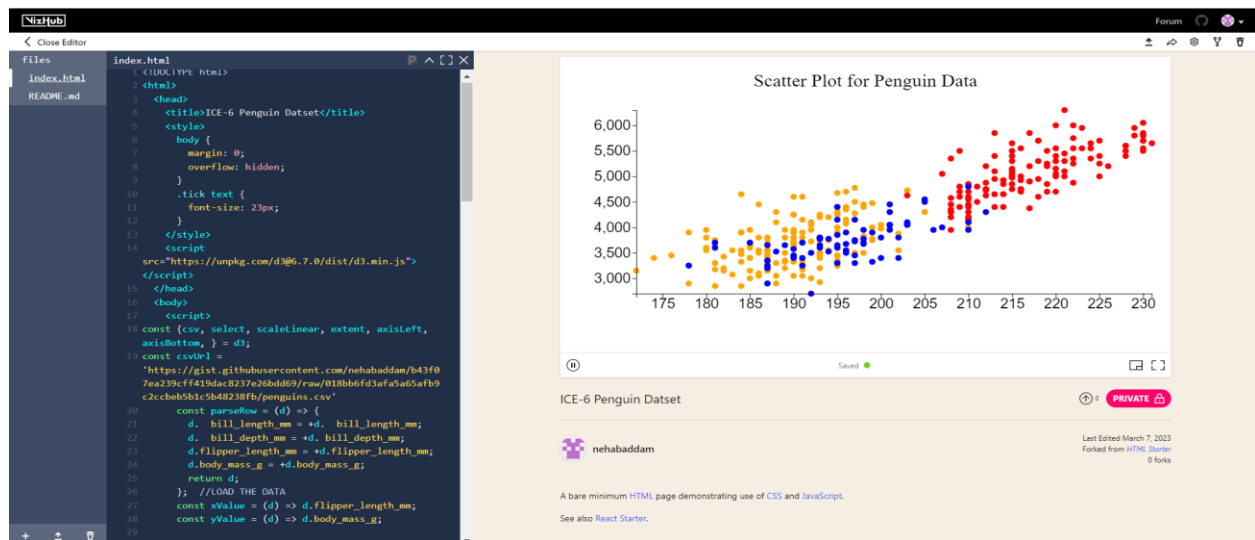 VizHub
Forum
Close Editor
files
index.html
README.md
index.html
1 <!DOCTYPE html>
2 <html>
3 <head>
4 <title>ICE-6 Penguin Datset</title>
5 <style>
6 body {
7 margin: 0;
8 overflow: hidden;
9 }
10 .tick text {
11 font-size: 23px;
12 }
13 </style>
14 <script
src="https://unpkg.com/d3@6.7.0/dist/d3.min.js">
</script>
15 </head>
16 <body>
17 <script>
18 const {csv, select, scaleLinear, extent, axisLeft,
axisBottom, } = d3;
19 const csvUrl =
'https://gist.githubusercontent.com/nehabaddam/b43f0
7ea239cff419dac8237e26bdd69/raw/018bb6fd3afa5a65afb9
c2ccbeb5b1c5b48238fb/penguins.csv'
20 const parseRow = (d) => {
21 d. bill_length_mm = +d. bill_length_mm;
22 d. bill_depth_mm = +d. bill_depth_mm;
23 d.flipper_length_mm = +d.flipper_length_mm;
24 d.body_mass_g = +d.body_mass_g;
25 return d;
26 }; //LOAD THE DATA
27 const xValue = (d) => d.flipper_length_mm;
28 const yValue = (d) => d.body_mass_g;
29
Scatter Plot for Penguin Data
6,000
5,500
5,000
4,500
4,000
3,500
3,000
175 180 185 190 195 200 205 210 215 220 225 230
Saved
ICE-6 Penguin Datset
0 PRIVATE
nehabaddam
Last Edited March 7, 2023
Forked from HTML Starter
0 forks
A bare minimum HTML page demonstrating use of CSS and JavaScript.
See also React Starter.